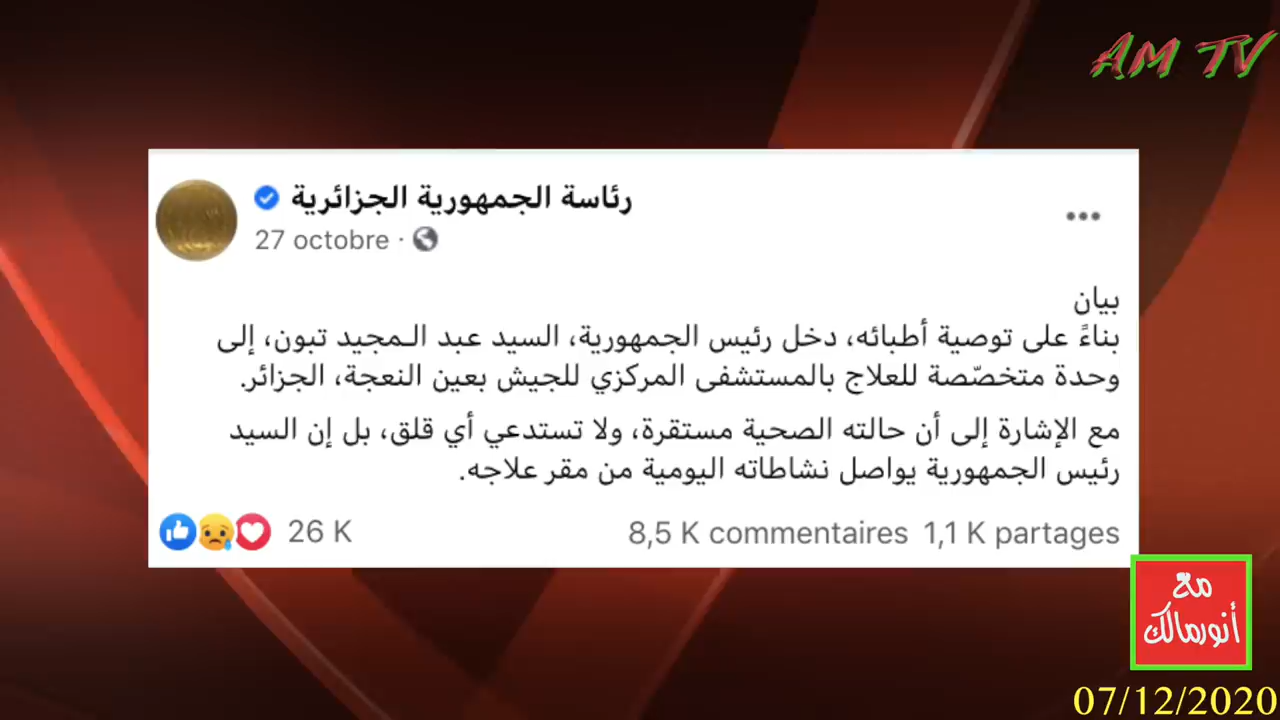 AM TV
رئاسة الجمهورية الجزائرية
27 octobre ·
بيان
بناءً على توصية أطبائه، دخل رئيس الجمهورية، السيد عبد الـمجيد تبون، إلى
وحدة متخصّصة للعلاج بالمستشفى المركزي للجيش بعين النعجة، الجزائر.
مع الإشارة إلى أن حالته الصحية مستقرة، ولا تستدعي أي قلق، بل إن السيد
رئيس الجمهورية يواصل نشاطاته اليومية من مقر علاجه.
26 K 8,5 K commentaires 1,1 K partages
مع
أنورمالك
07/12/2020